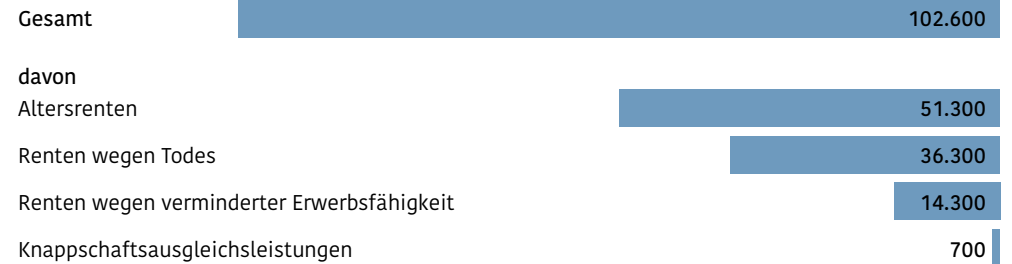 Gesamt 102.600
davon
Altersrenten 51.300
Renten wegen Todes 36.300
Renten wegen verminderter Erwerbsfähigkeit 14.300
Knappschaftsausgleichsleistungen 700